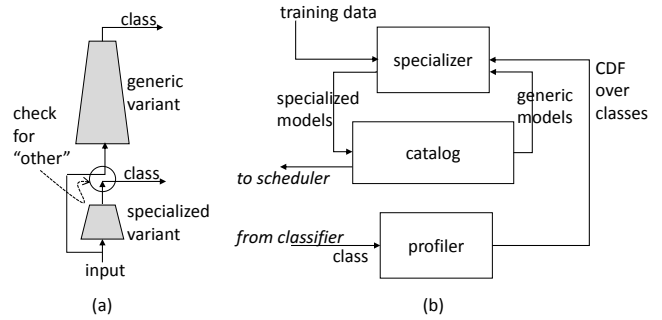 class
generic
variant
check
for
“other”
class
specialized
variant
input
(a)
training data
specializer
CDF
over
classes
specialized
models
generic
models
catalog
to scheduler
from classifier
class
profiler
(b)